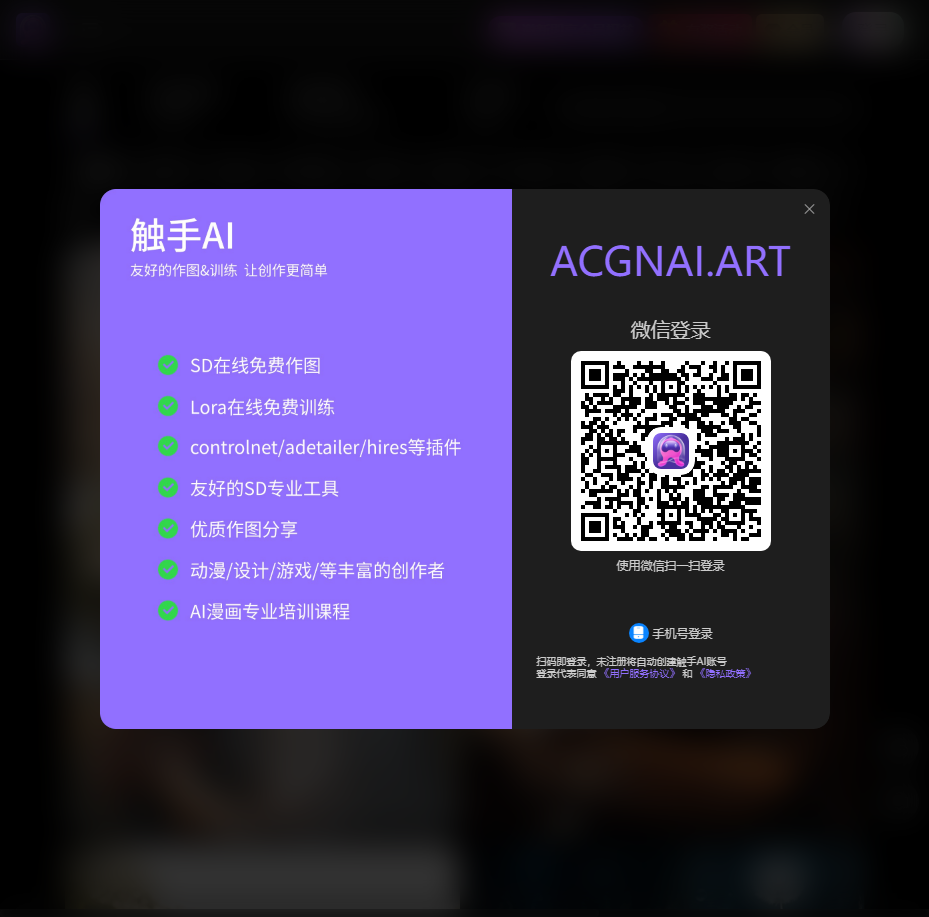 触手AI
友好的作图&训练 让创作更简单
SD在线免费作图
Lora在线免费训练
controlnet/adetailer/hires等插件
友好的SD专业工具
优质作图分享
动漫/设计/游戏/等丰富的创作者
AI漫画专业培训课程
ACGNAI.ART
微信登录
使用微信扫一扫登录
手机号登录
扫码即登录，未注册将自动创建触手AI账号
登录代表同意《用户服务协议》和《隐私政策》